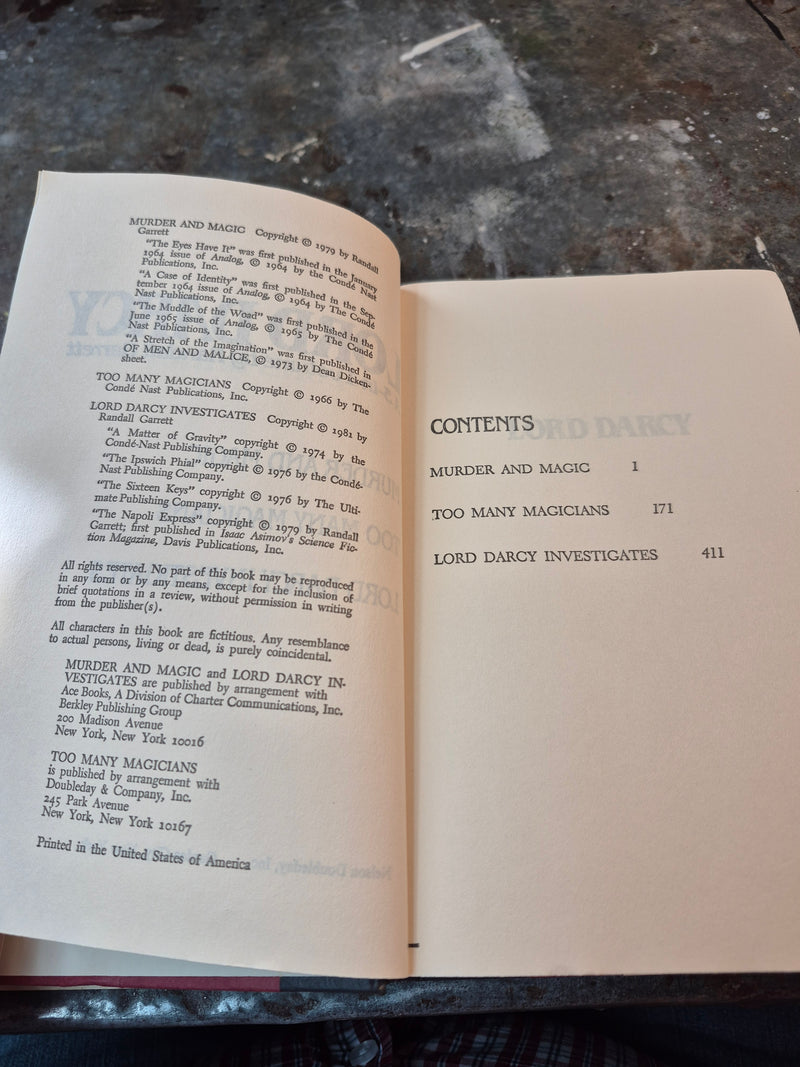 MURDER AND MAGIC Copyright © 1979 by Randall
Garrett
"The Eyes Have It" was first published in the January
1964 issue of Analog, © 1964 by the Condé Nast
Publications, Inc.
"A Case of Identity" was first published in the Sep-
tember 1964 issue of Analog, © 1964 by The Condé
Nast Publications, Inc.
"The Muddle of the Woad" was first published in the
June 1965 issue of Analog, © 1965 by The Condé
Nast Publications, Inc.
"A Stretch of the Imagination" was first published in
OF MEN AND MALICE, © 1973 by Dean Dicken-
sheet.
TOO MANY MAGICIANS Copyright © 1966 by The
Condé Nast Publications, Inc.
LORD DARCY INVESTIGATES Copyright © 1981 by
Randall Garrett
"A Matter of Gravity" copyright © 1974 by the
Condé-Nast Publishing Company.
"The Ipswich Phial" copyright © 1976 by the Condé-
Nast Publishing Company.
"The Sixteen Keys" copyright © 1976 by The Ulti-
mate Publishing Company.
"The Napoli Express" copyright © 1979 by Randall
Garrett; first published in Isaac Asimov's Science Fic-
tion Magazine, Davis Publications, Inc.
All rights reserved. No part of this book may be reproduced
in any form or by any means, except for the inclusion of
brief quotations in a review, without permission in writing
from the publisher(s).
All characters in this book are fictitious. Any resemblance
to actual persons, living or dead, is purely coincidental.
MURDER AND MAGIC and LORD DARCY IN-
VESTIGATES are published by arrangement with
Ace Books, A Division of Charter Communications, Inc.
Berkley Publishing Group
200 Madison Avenue
New York, New York 10016
TOO MANY MAGICIANS
is published by arrangement with
Doubleday & Company, Inc.
245 Park Avenue
New York, New York 10167
Printed in the United States of America
CONTENTS
MURDER AND MAGIC 1
TOO MANY MAGICIANS 171
LORD DARCY INVESTIGATES 411